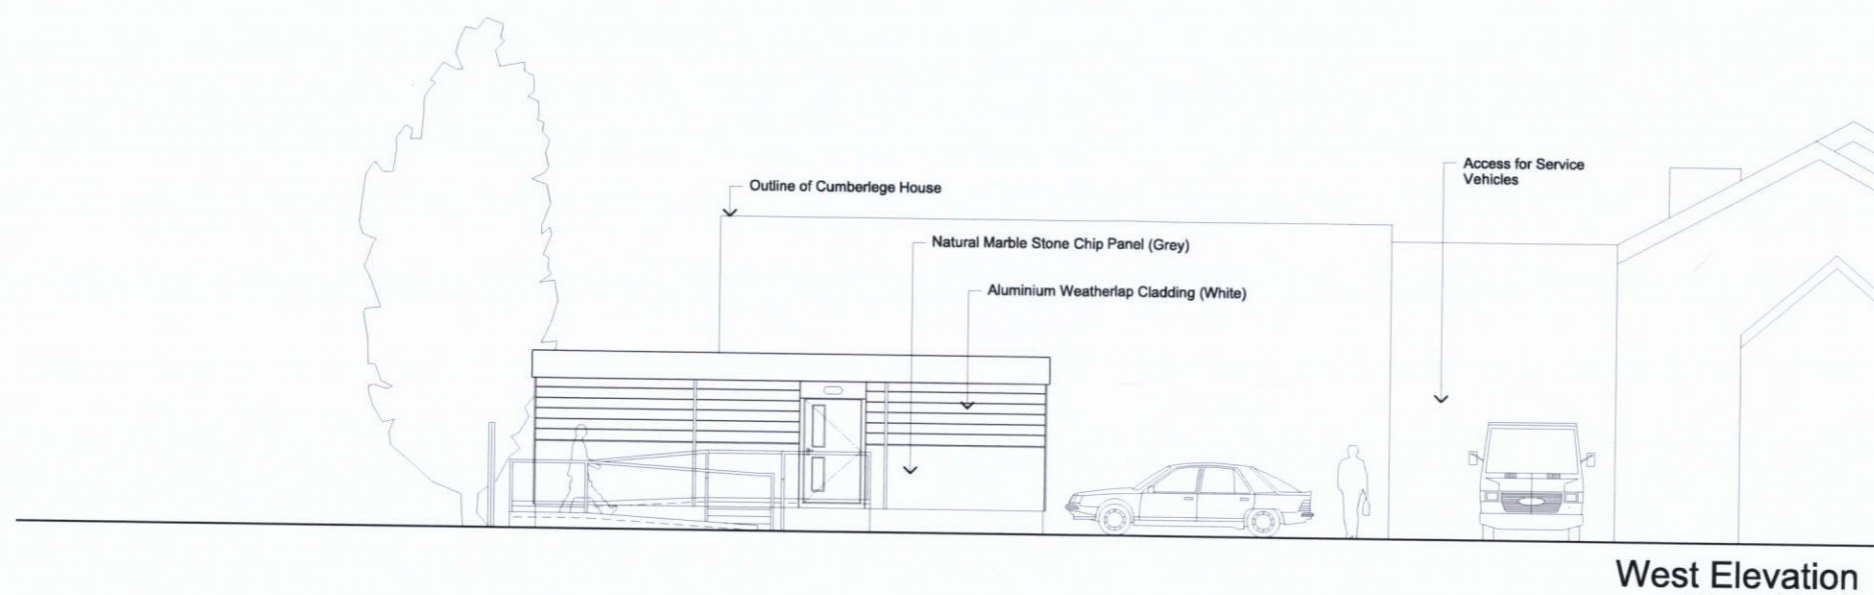 Outline of Cumberlege House
Access for Service
Vehicles
Natural Marble Stone Chip Panel (Grey)
Aluminium Weatherlap Cladding (White)
West Elevation